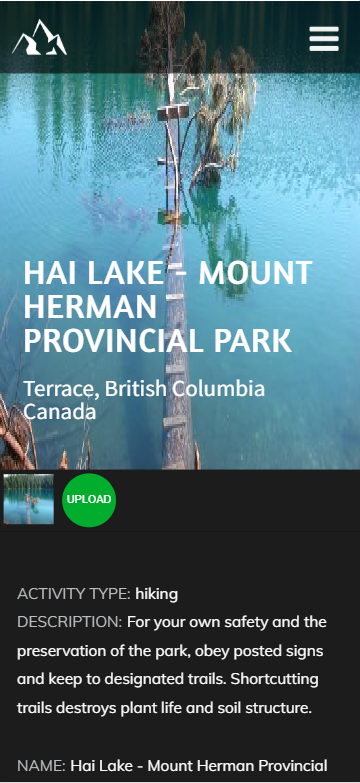 HAI LAKE - MOUNT
HERMAN
PROVINCIAL PARK
Terrace, British Columbia
Canada
UPLOAD
ACTIVITY TYPE: hiking
DESCRIPTION: For your own safety and the
preservation of the park, obey posted signs
and keep to designated trails. Shortcutting
trails destroys plant life and soil structure.
NAME: Hai Lake - Mount Herman Provincial